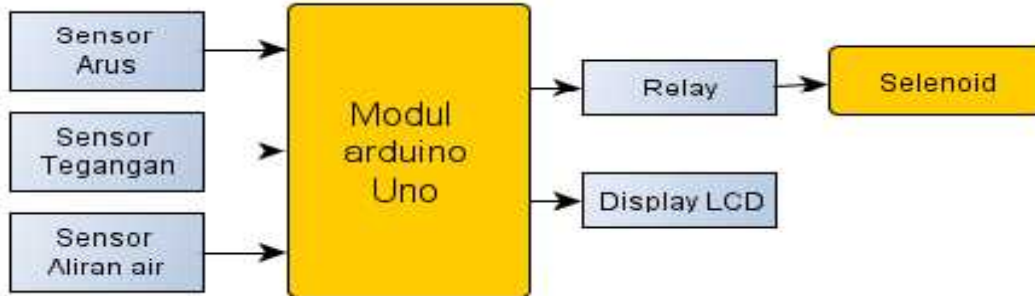 Sensor
Arus
Sensor
Tegangan
Sensor
Aliran air
Modul
arduino
Uno
Relay
Display LCD
Selenoid